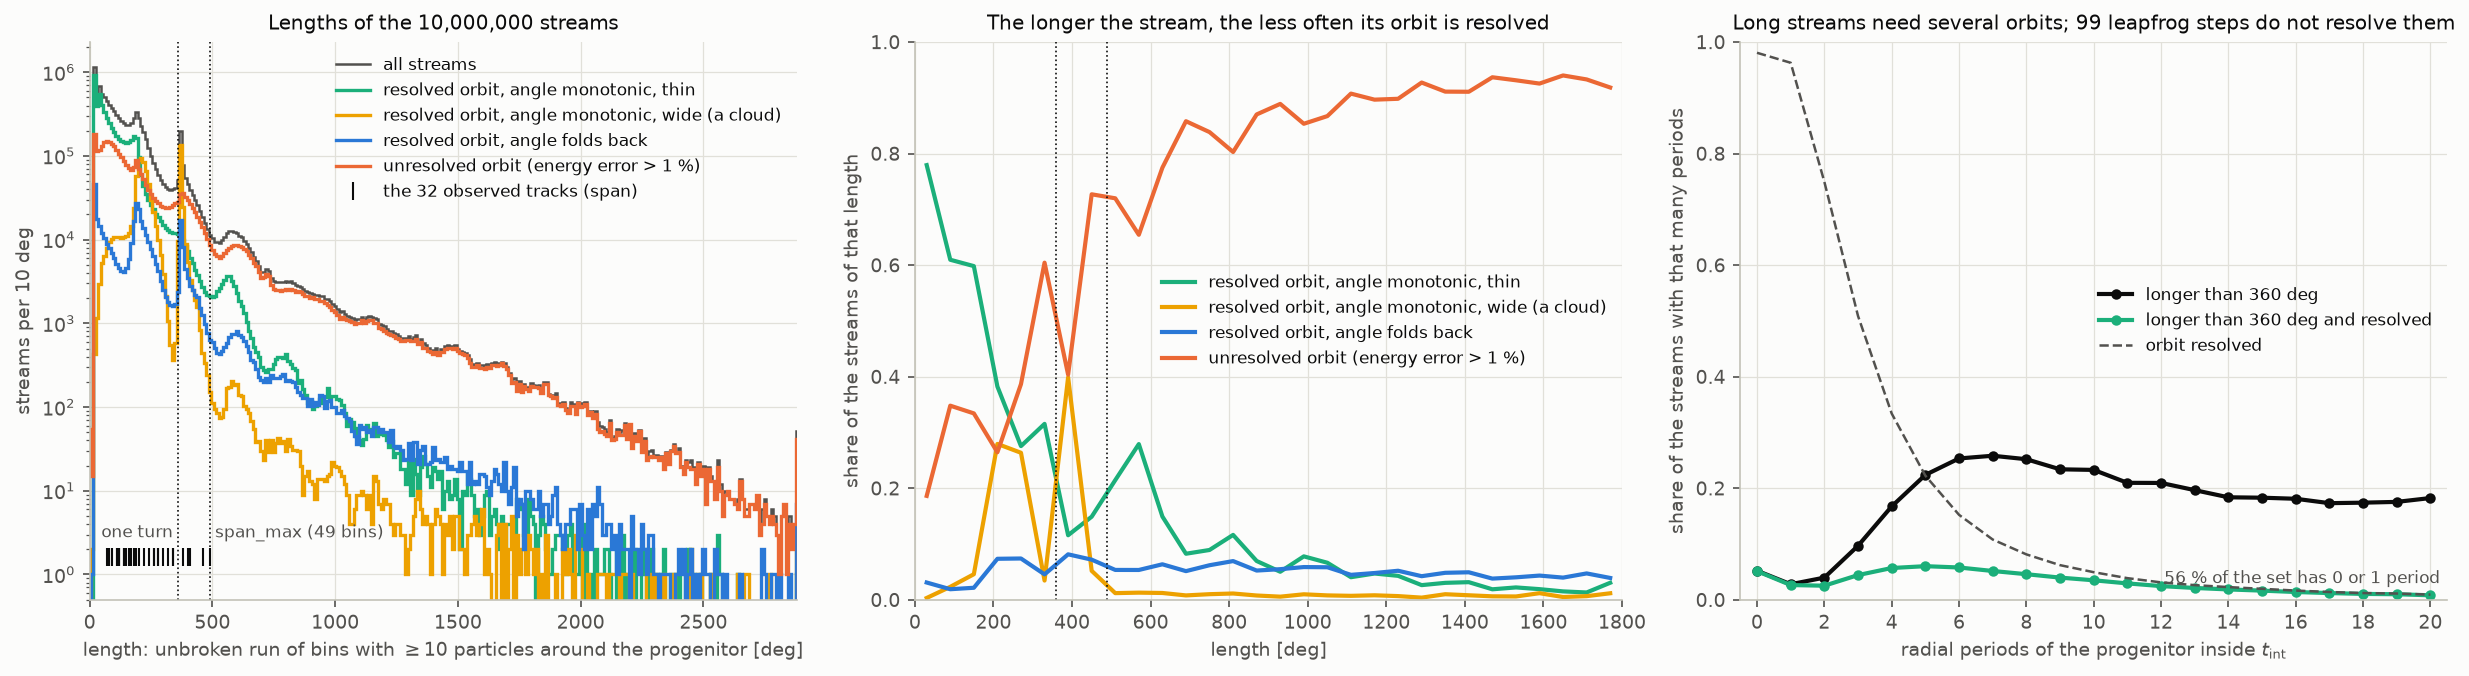 Lengths of the 10,000,000 streams
streams per 10 deg
10⁶
10⁵
10⁴
10³
10²
10¹
10⁰
all streams
resolved orbit, angle monotonic, thin
resolved orbit, angle monotonic, wide (a cloud)
resolved orbit, angle folds back
unresolved orbit (energy error > 1 %)
the 32 observed tracks (span)
one turn
span_max (49 bins)
0
500
1000
1500
2000
2500
length: unbroken run of bins with ≥10 particles around the progenitor [deg]
The longer the stream, the less often its orbit is resolved
share of the streams of that length
1.0
0.8
0.6
0.4
0.2
0.0
resolved orbit, angle monotonic, thin
resolved orbit, angle monotonic, wide (a cloud)
resolved orbit, angle folds back
unresolved orbit (energy error > 1 %)
0
200
400
600
800
1000
1200
1400
1600
1800
length [deg]
Long streams need several orbits; 99 leapfrog steps do not resolve them
share of the streams with that many periods
1.0
0.8
0.6
0.4
0.2
0.0
longer than 360 deg
longer than 360 deg and resolved
orbit resolved
56 % of the set has 0 or 1 period
0
2
4
6
8
10
12
14
16
18
20
radial periods of the progenitor inside t_int